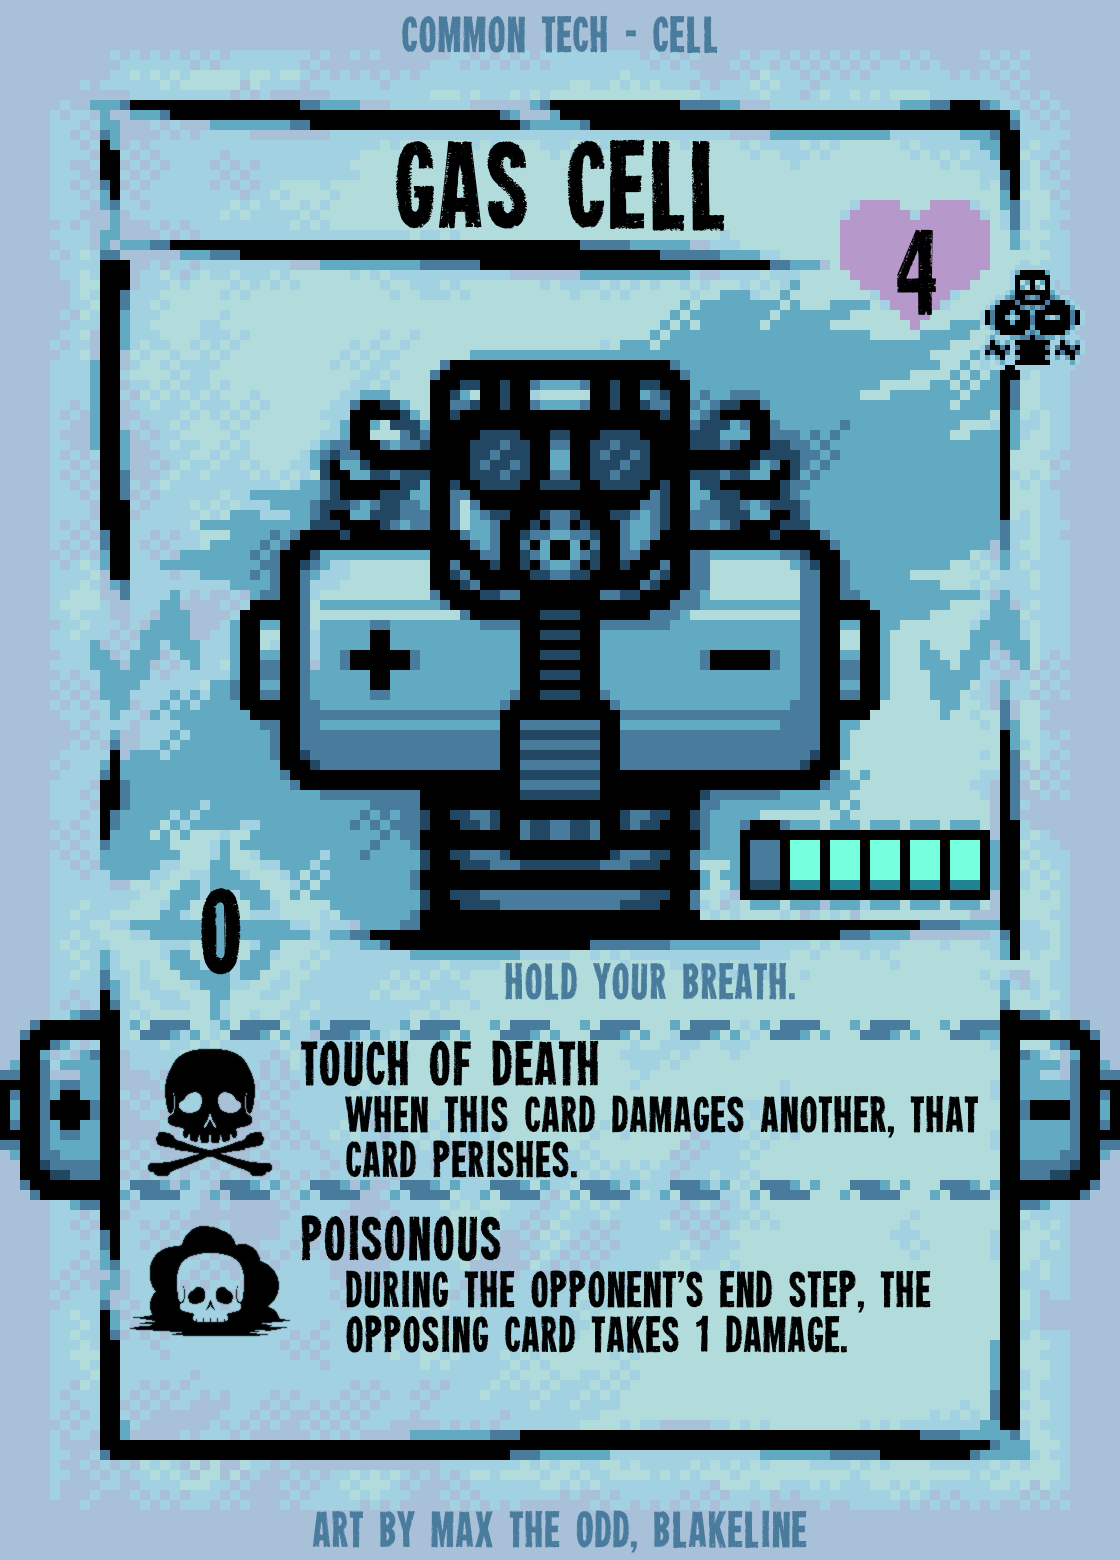 COMMON TECH - CELL
GAS CELL
4
+ -
0
HOLD YOUR BREATH.
TOUCH OF DEATH
WHEN THIS CARD DAMAGES ANOTHER, THAT
CARD PERISHES.
POISONOUS
DURING THE OPPONENT'S END STEP, THE
OPPOSING CARD TAKES 1 DAMAGE.
ART BY MAX THE ODD, BLAKELINE